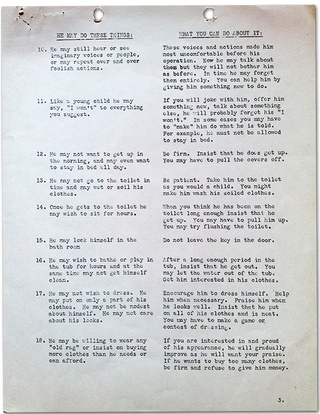 HE MAY DO THESE THINGS:
WHAT YOU CAN DO ABOUT IT:
10. He may still hear or see
imaginary voices or people,
or may repeat over and over
foolish actions.
These voices and actions made him
most uncomfortable before his
operation. Now he may talk about
them but they will not bother him
as before. In time he may forget
them entirely. You can help him by
giving him something new to do.
11. Like a young child he may
say, "I won't" to everything
you suggest.
If you will joke with him, offer him
something new, talk about something
else, he will probably forget his "I
won't." In some cases you may have
to "make" him do what he is told.
For example, he must not be allowed
to stay in bed.
12. He may not want to get up in
the morning, and may even want
to stay in bed all day.
Be firm. Insist that he does get up.
You may have to pull the covers off.
13. He may not go to the toilet in
time and may wet or soil his
clothes.
Be patient. Take him to the toilet
as you would a child. You might
make him wash his soiled clothes.
14. Once he gets to the toilet he
may wish to sit for hours.
When you think he has been on the
toilet long enough insist that he
get up. You may have to pull him up.
You may try flushing the toilet.
15. He may lock himself in the
bath room
Do not leave the key in the door.
16. He may wish to bathe or play in
the tub for hours and at the
same time may not get himself
clean.
After a long enough period in the
tub, insist that he get out. You
may let the water out of the tub.
Get him interested in his clothes.
17. He may not wish to dress. He
may put on only a part of his
clothes. He may not be modest
about himself. He may not care
about his looks.
Encourage him to dress himself. Help
him when necessary. Praise him when
he looks well. Insist that he put
on all of his clothes and is neat.
You may have to make a game or
contest of dressing.
18. He may be willing to wear any
"old rag" or insist on buying
more clothes than he needs or
can afford.
If you are interested in and proud
of his appearance, he will gradually
improve as he will want your praise.
If he wants to buy too many clothes,
be firm and refuse to give him money.
3.